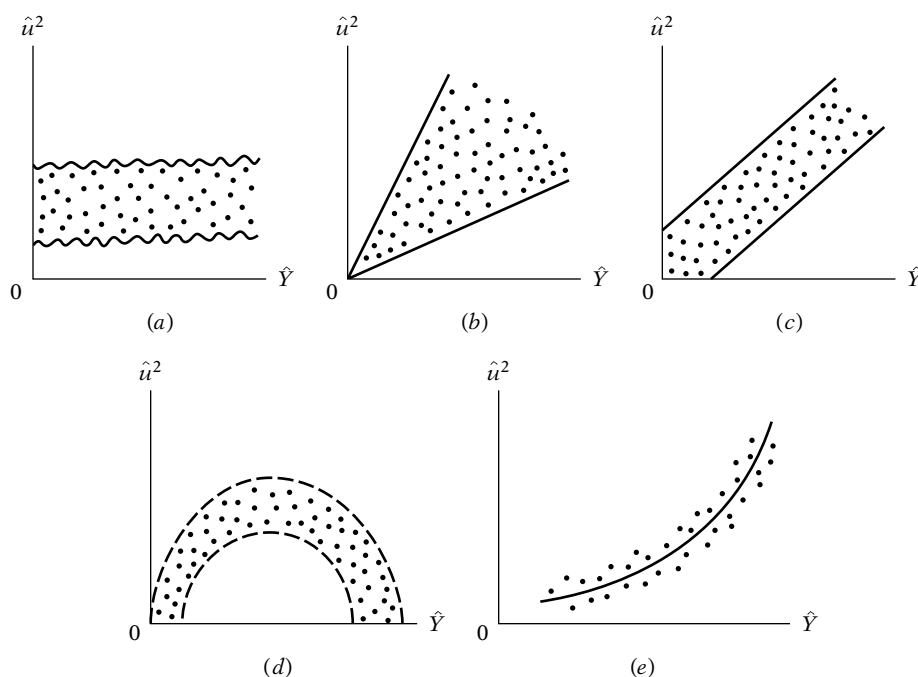 û² û² û²
0 Ŷ 0 Ŷ 0 Ŷ
(a) (b) (c)
û² û²
0 Ŷ 0 Ŷ
(d) (e)